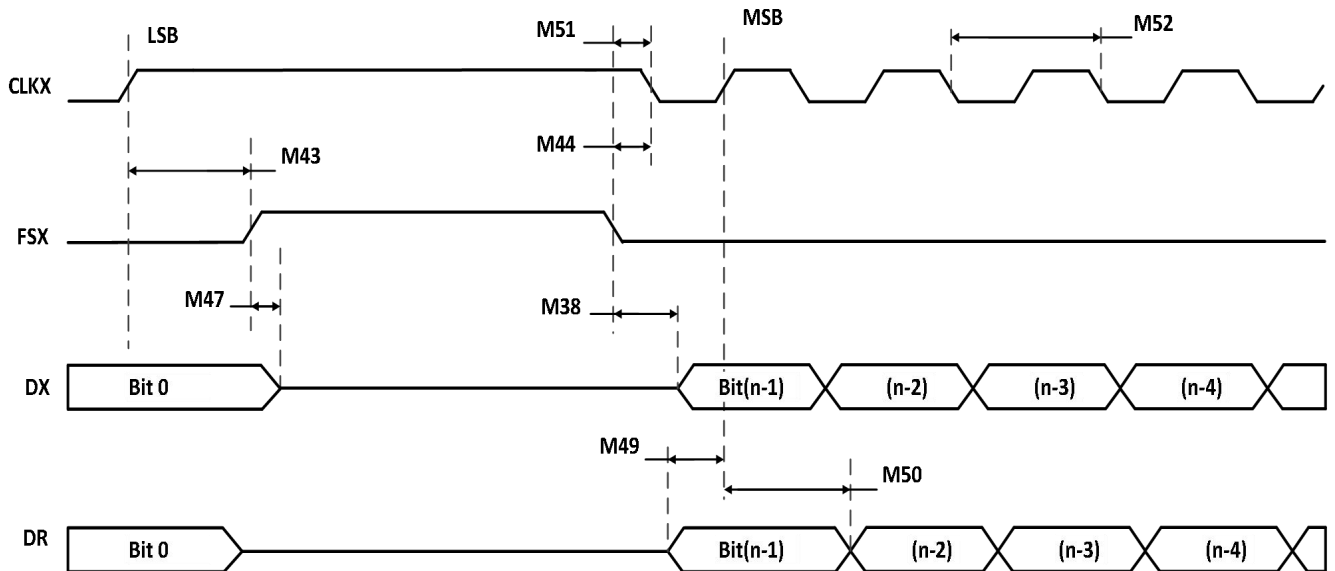 LSB
M51
MSB
M52
CLKX
M43
M44
FSX
M47
M38
DX
Bit 0
Bit(n-1)
(n-2)
(n-3)
(n-4)
M49
M50
DR
Bit 0
Bit(n-1)
(n-2)
(n-3)
(n-4)